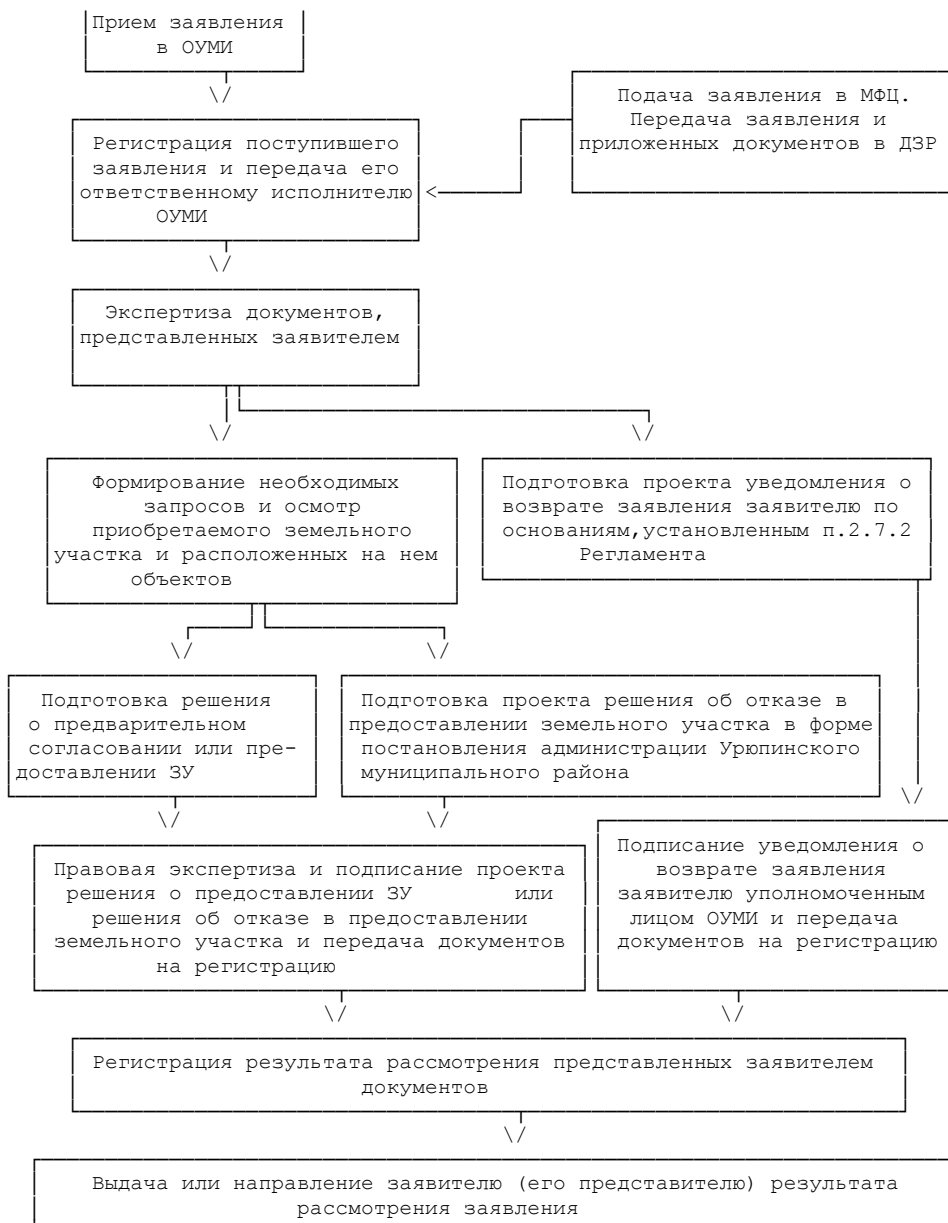 Прием заявления
в ОУМИ
Подача заявления в МФЦ.
Передача заявления и
приложенных документов в ДЗР
Регистрация поступившего
заявления и передача его
ответственному исполнителю
ОУМИ
Экспертиза документов,
представленных заявителем
Формирование необходимых
запросов и осмотр
приобретаемого земельного
участка и расположенных на нем
объектов
Подготовка проекта уведомления о
возврате заявления заявителю по
основаниям,установленным п.2.7.2
Регламента
Подготовка решения
о предварительном
согласовании или пре-
доставлении ЗУ
Подготовка проекта решения об отказе в
предоставлении земельного участка в форме
постановления администрации Урюпинского
муниципального района
Правовая экспертиза и подписание проекта
решения о предоставлении ЗУ или
решения об отказе в предоставлении
земельного участка и передача документов
на регистрацию
Подписание уведомления о
возврате заявления
заявителю уполномоченным
лицом ОУМИ и передача
документов на регистрацию
Регистрация результата рассмотрения представленных заявителем
документов
Выдача или направление заявителю (его представителю) результата
рассмотрения заявления